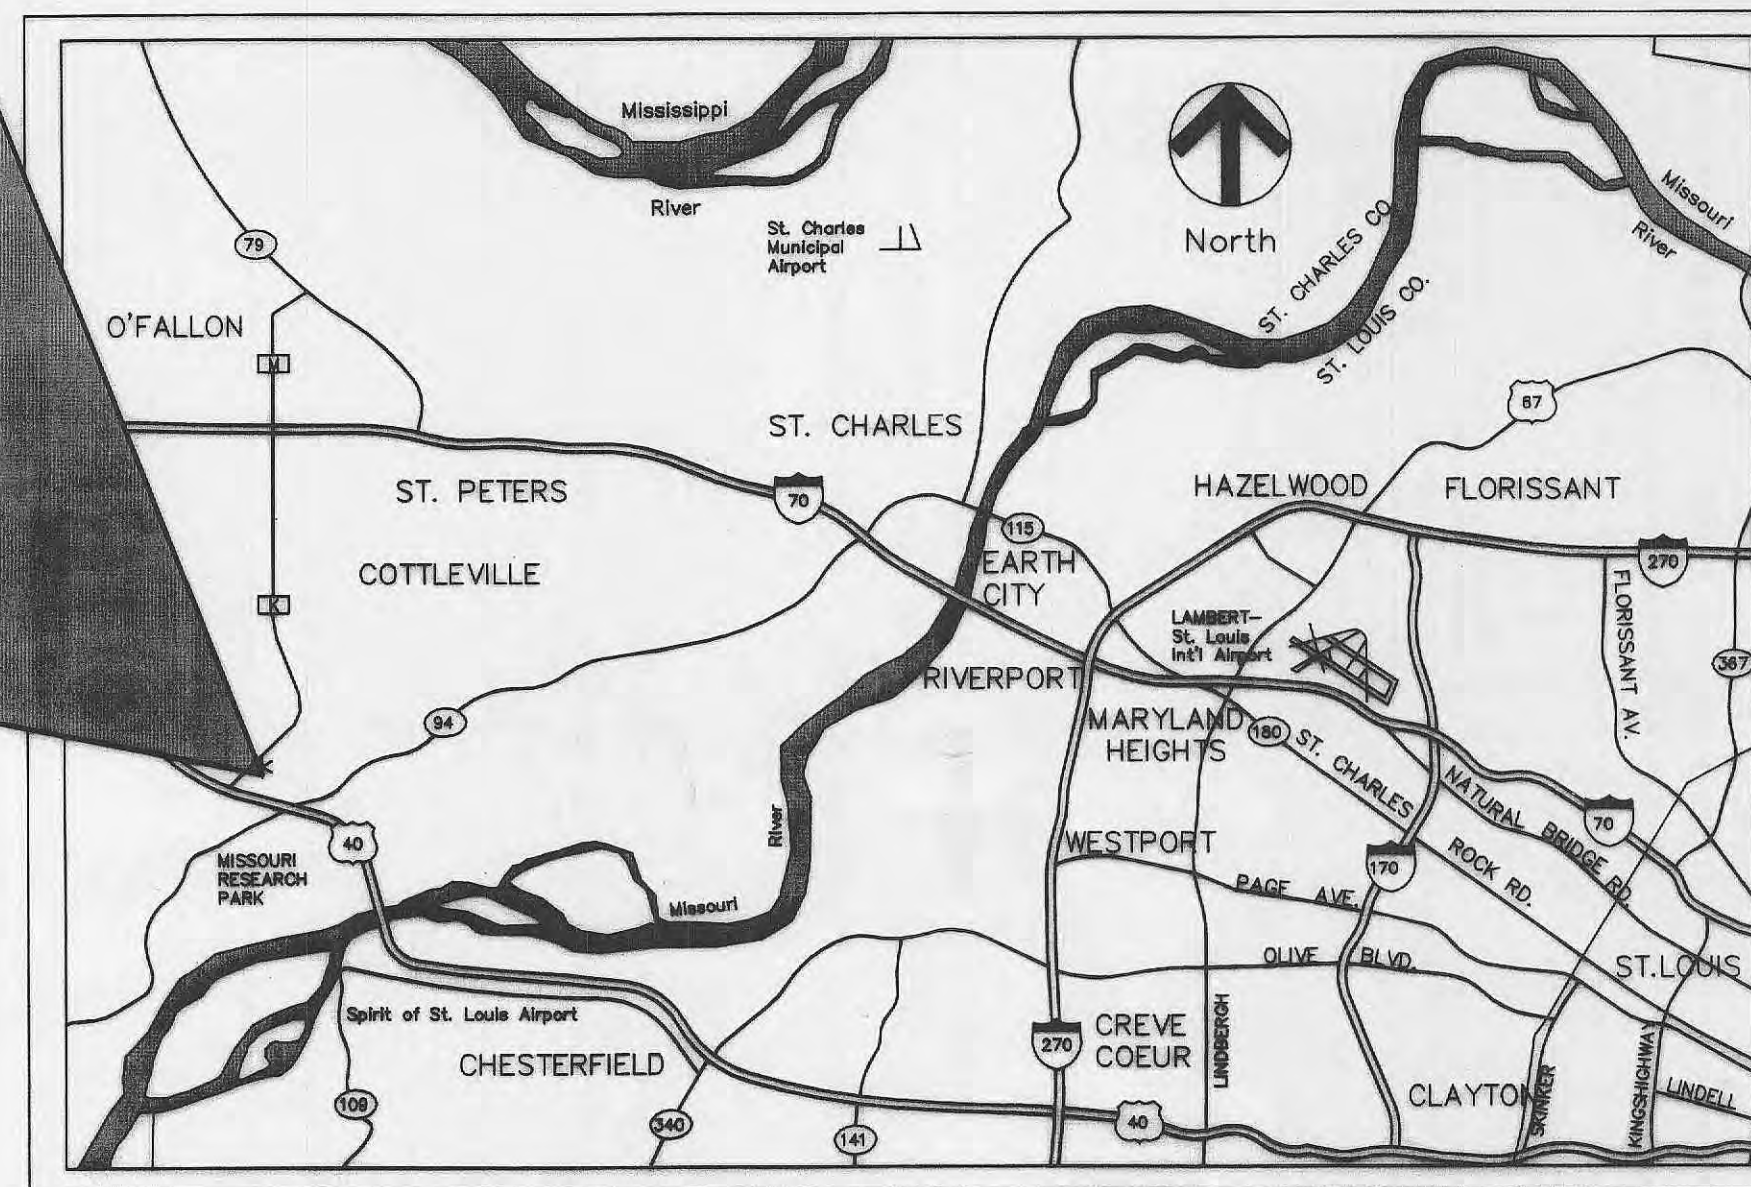 Mississippi
River
St. Charles
Municipal
Airport
North
ST. CHARLES CO.
ST. LOUIS CO.
Missouri
River
79
O'FALLON
M
67
ST. CHARLES
ST. PETERS
70
HAZELWOOD
FLORISSANT
115
EARTH
CITY
270
COTTLEVILLE
K
LAMBERT-
St. Louis
Int'l Airport
FLORISSANT AV.
367
RIVERPORT
94
MARYLAND
HEIGHTS
180
ST. CHARLES
ROCK RD.
NATURAL BRIDGE RD.
70
River
40
WESTPORT
170
MISSOURI
RESEARCH
PARK
PAGE AVE.
Missouri
OLIVE BLVD.
ST.LOUIS
Spirit of St. Louis Airport
CREVE
COEUR
270
LINDBERGH
CHESTERFIELD
CLAYTON
SKINKER
KINGSHIGHWAY
LINDELL
109
340
141
40